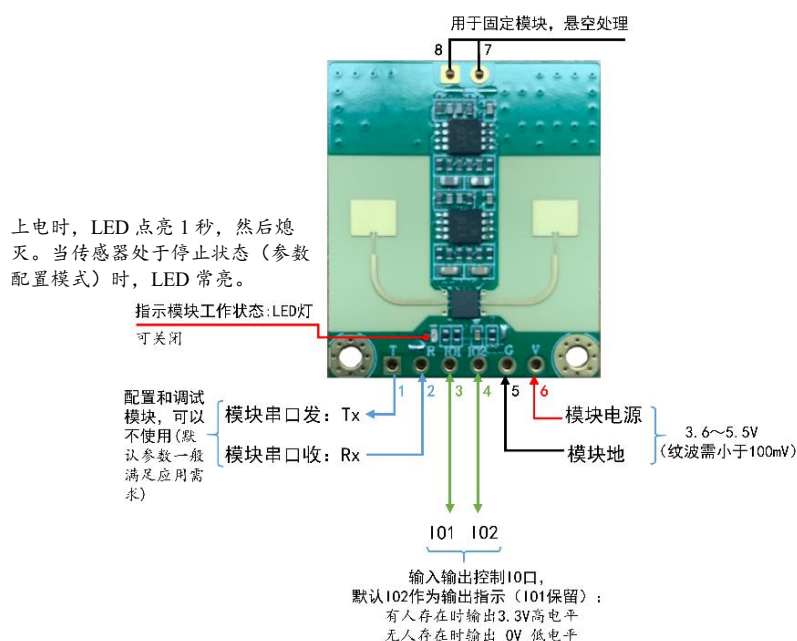 用于固定模块，悬空处理
8 7
上电时，LED 点亮 1 秒，然后熄
灭。当传感器处于停止状态（参数
配置模式）时，LED 常亮。
指示模块工作状态:LED灯
可关闭
T R IO1 IO2 G V
1 2 3 4 5 6
配置和调试
模块，可以
不使用(默
认参数一般
满足应用需
求)
模块串口发：Tx
模块串口收：Rx
模块电源
模块地
3.6～5.5V
(纹波需小于100mV)
IO1 IO2
输入输出控制IO口，
默认IO2作为输出指示（IO1保留）：
有人存在时输出3.3V高电平
无人存在时输出 0V 低电平